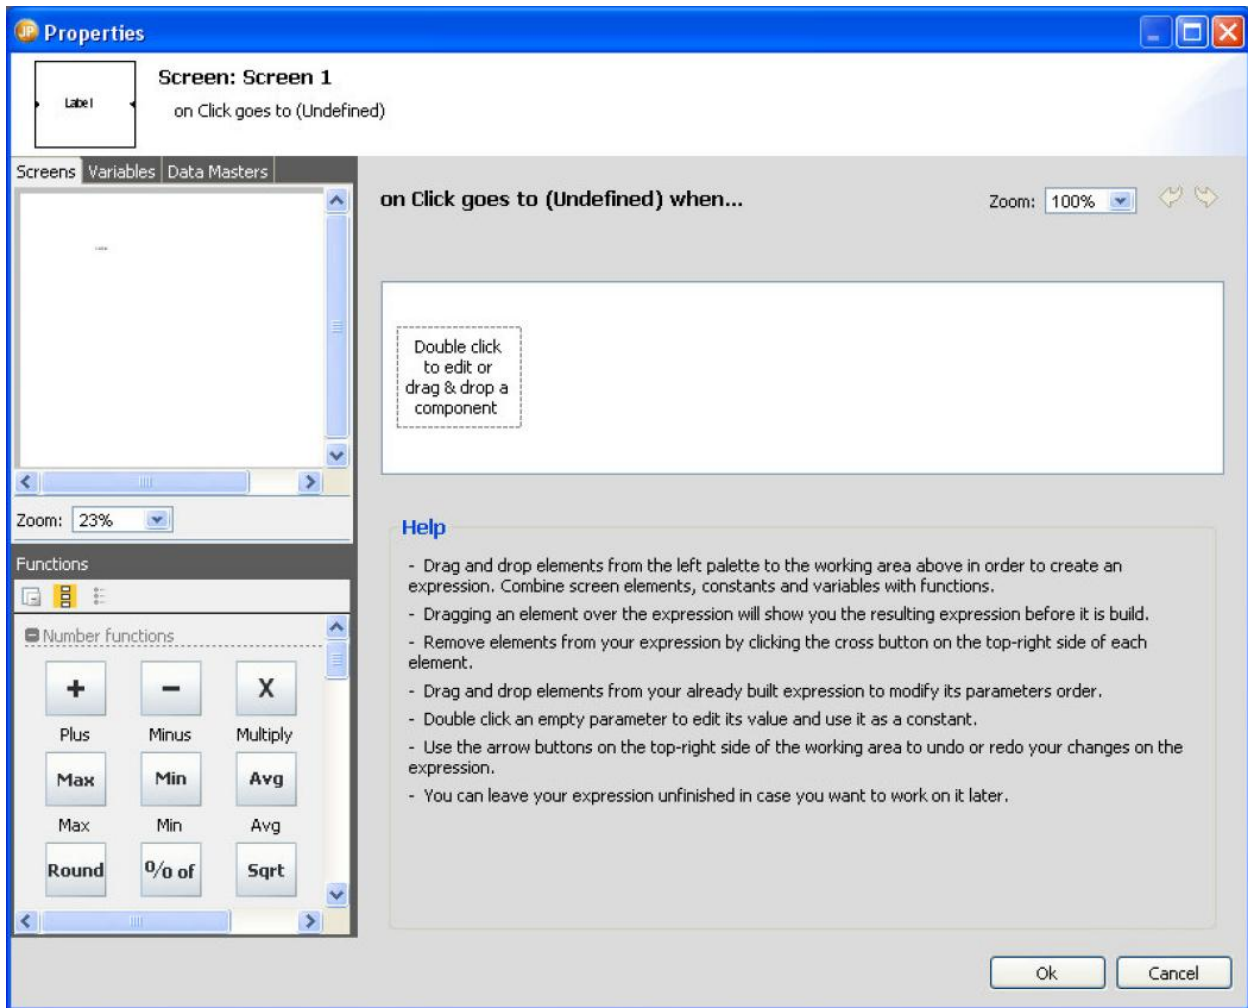 JP Properties
Label
Screen: Screen 1
on Click goes to (Undefined)
Screens Variables Data Masters
on Click goes to (Undefined) when...
Zoom: 100%
Double click
to edit or
drag & drop a
component
Zoom: 23%
Functions
Number functions
+ − X
Plus Minus Multiply
Max Min Avg
Max Min Avg
Round % of Sqrt
Help
- Drag and drop elements from the left palette to the working area above in order to create an
expression. Combine screen elements, constants and variables with functions.
- Dragging an element over the expression will show you the resulting expression before it is build.
- Remove elements from your expression by clicking the cross button on the top-right side of each
element.
- Drag and drop elements from your already built expression to modify its parameters order.
- Double click an empty parameter to edit its value and use it as a constant.
- Use the arrow buttons on the top-right side of the working area to undo or redo your changes on the
expression.
- You can leave your expression unfinished in case you want to work on it later.
Ok Cancel